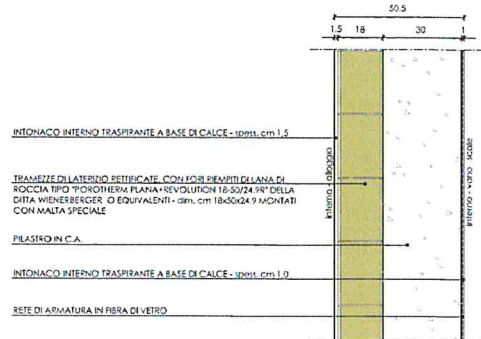 50.5
1.5 18 30 1
INTONACO INTERNO TRASPIRANTE A BASE DI CALCE - spess. cm 1,5
TRAMEZZE DI LATERIZIO RETTIFICATE, CON FORI RIEMPITI DI LANA DI
ROCCIA TIPO "POROTHERM PLANA+REVOLUTION 18-50/24.9R" DELLA
DITTA WIENERBERGER O EQUIVALENTI - dim. cm 18x50x24.9 MONTATI
CON MALTA SPECIALE
PILASTRO IN C.A.
INTONACO INTERNO TRASPIRANTE A BASE DI CALCE - spess. cm 1,0
RETE DI ARMATURA IN FIBRA DI VETRO
interno - alloggio
interno - vano scale